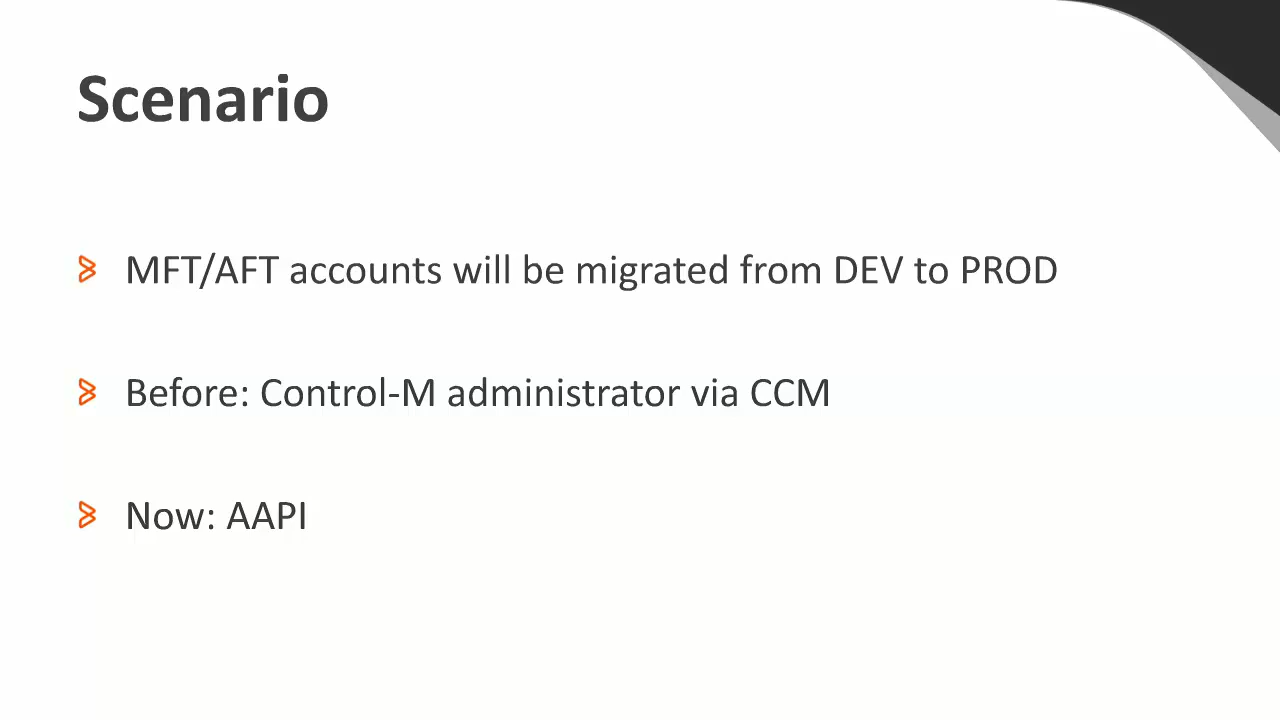 Scenario
MFT/AFT accounts will be migrated from DEV to PROD
Before: Control-M administrator via CCM
Now: AAPI